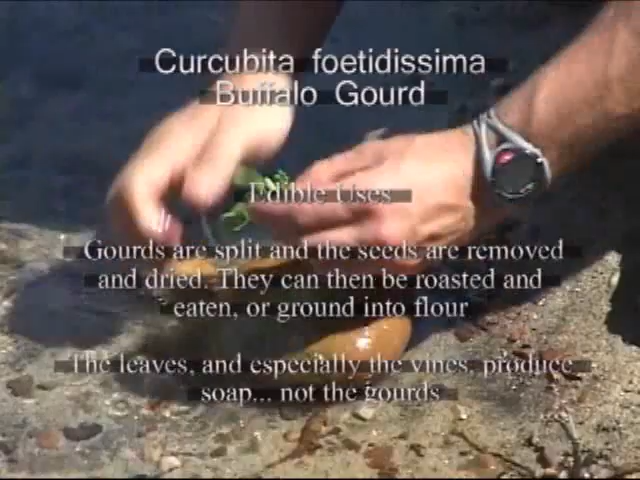 Curcubita foetidissima
Buffalo Gourd
Edible Uses
Gourds are split and the seeds are removed
and dried. They can then be roasted and
eaten, or ground into flour
The leaves, and especially the vines, produce
soap... not the gourds